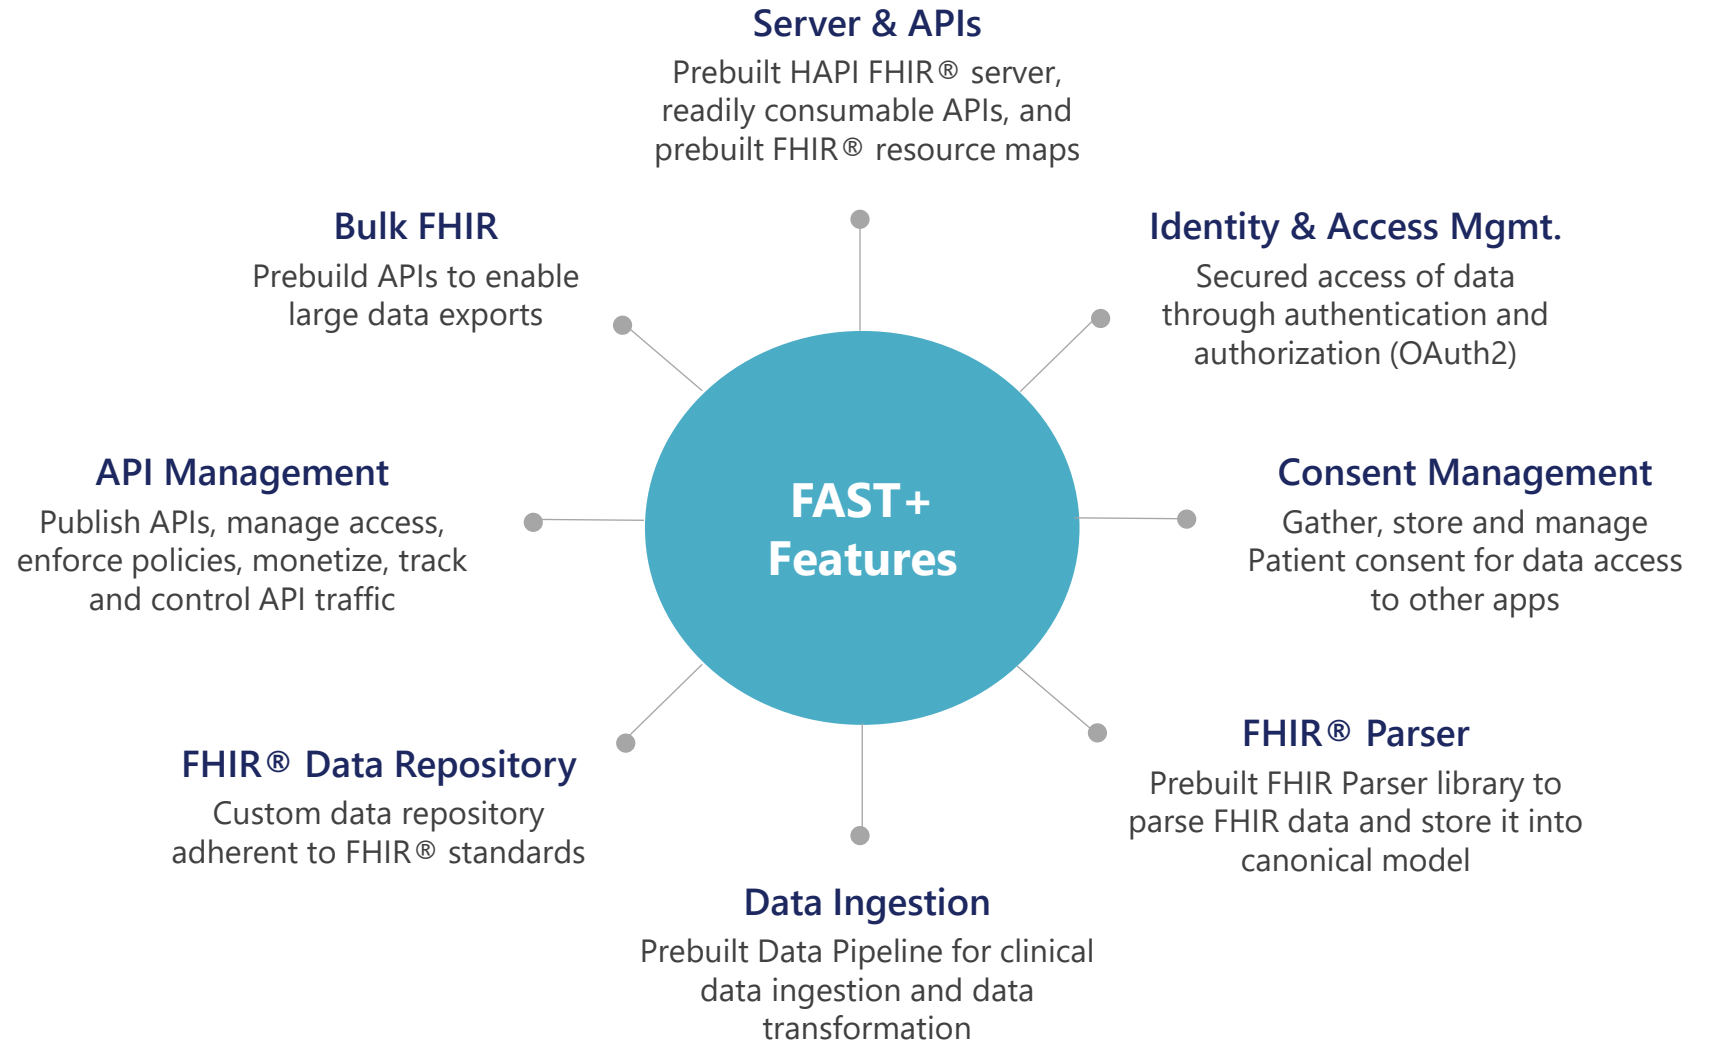 Server & APIs
Prebuilt HAPI FHIR® server,
readily consumable APIs, and
prebuilt FHIR® resource maps
Bulk FHIR
Prebuild APIs to enable
large data exports
Identity & Access Mgmt.
Secured access of data
through authentication and
authorization (OAuth2)
API Management
Publish APIs, manage access,
enforce policies, monetize, track
and control API traffic
FAST+
Features
Consent Management
Gather, store and manage
Patient consent for data access
to other apps
FHIR® Data Repository
Custom data repository
adherent to FHIR® standards
FHIR® Parser
Prebuilt FHIR Parser library to
parse FHIR data and store it into
canonical model
Data Ingestion
Prebuilt Data Pipeline for clinical
data ingestion and data
transformation